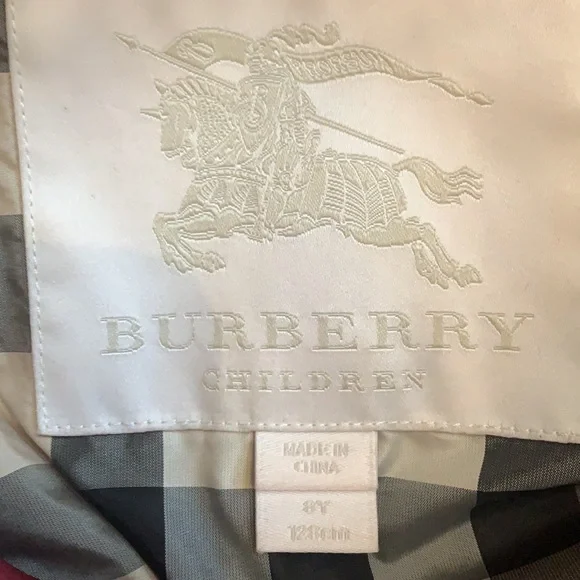 BURBERRY
CHILDREN
MADE IN
CHINA
8Y
128cm